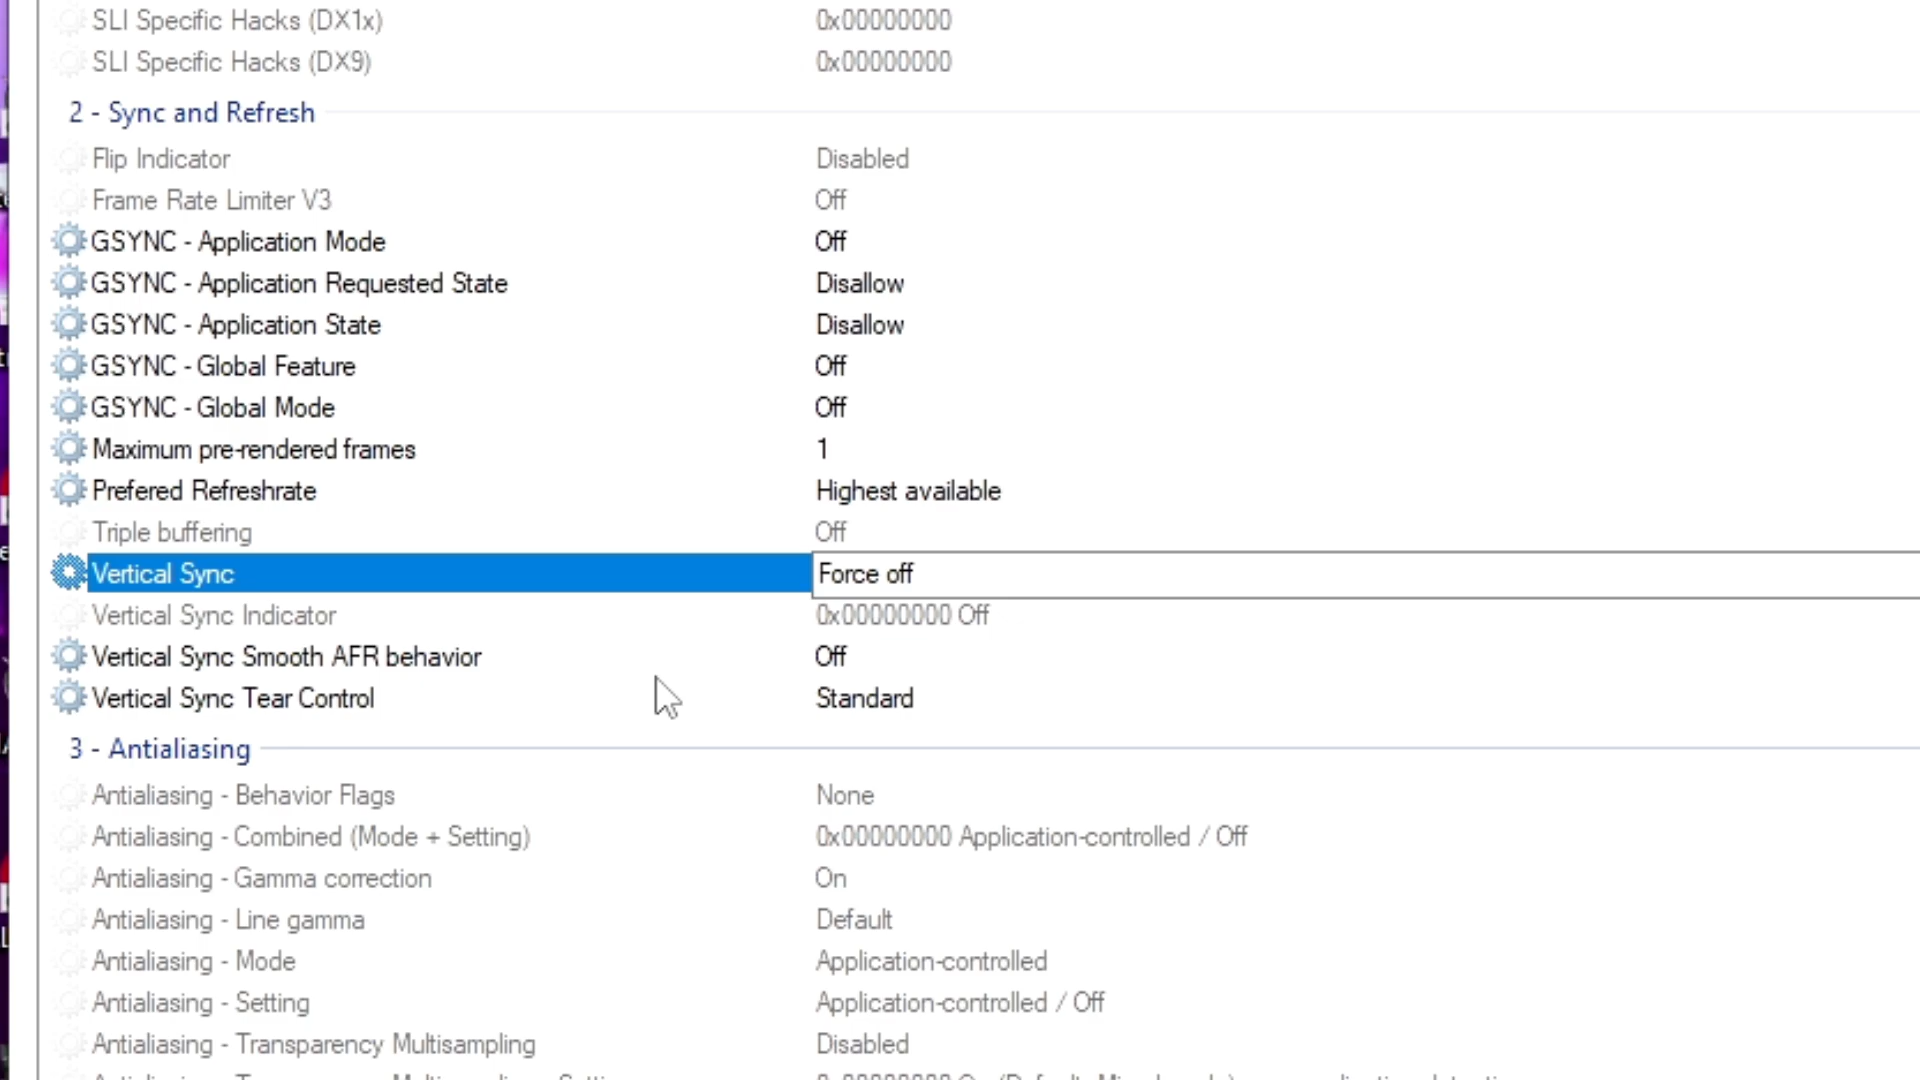 SLI Specific Hacks (DX1x) 0x00000000
SLI Specific Hacks (DX9) 0x00000000
2 - Sync and Refresh
Flip Indicator Disabled
Frame Rate Limiter V3 Off
GSYNC - Application Mode Off
GSYNC - Application Requested State Disallow
GSYNC - Application State Disallow
GSYNC - Global Feature Off
GSYNC - Global Mode Off
Maximum pre-rendered frames 1
Prefered Refreshrate Highest available
Triple buffering Off
Vertical Sync Force off
Vertical Sync Indicator 0x00000000 Off
Vertical Sync Smooth AFR behavior Off
Vertical Sync Tear Control Standard
3 - Antialiasing
Antialiasing - Behavior Flags None
Antialiasing - Combined (Mode + Setting) 0x00000000 Application-controlled / Off
Antialiasing - Gamma correction On
Antialiasing - Line gamma Default
Antialiasing - Mode Application-controlled
Antialiasing - Setting Application-controlled / Off
Antialiasing - Transparency Multisampling Disabled